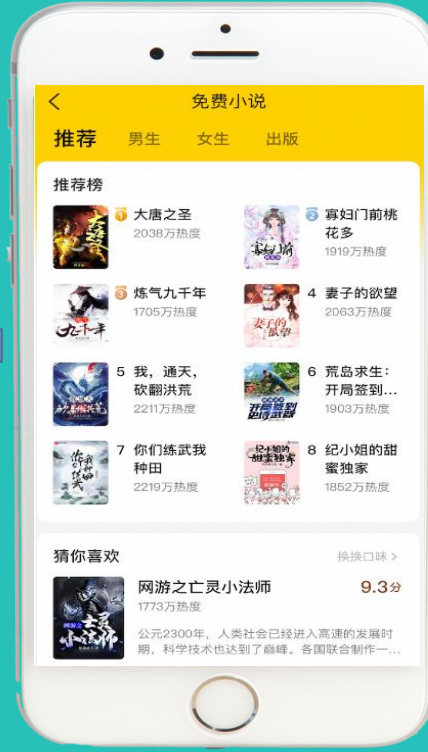 免费小说
推荐 男生 女生 出版
推荐榜
1 大唐之圣
2038万热度
2 寡妇门前桃
花多
1919万热度
3 炼气九千年
1705万热度
4 妻子的欲望
2063万热度
5 我,通天,
砍翻洪荒
2211万热度
6 荒岛求生:
开局签到...
1903万热度
7 你们练武我
种田
2219万热度
8 纪小姐的甜
蜜独家
1852万热度
猜你喜欢 换换口味 >
网游之亡灵小法师 9.3分
1773万热度
公元2300年,人类社会已经进入高速的发展时
期,科学技术也达到了巅峰。各国联合制作一...